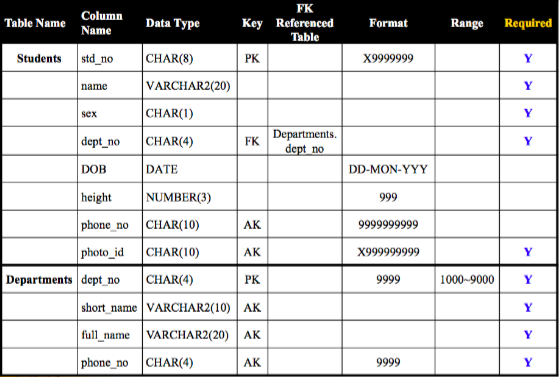 Table Name Column Name Data Type Key FK Referenced Table Format Range Required
Students std_no CHAR(8) PK X9999999 Y
name VARCHAR2(20) Y
sex CHAR(1) Y
dept_no CHAR(4) FK Departments. dept_no Y
DOB DATE DD-MON-YYY
height NUMBER(3) 999
phone_no CHAR(10) AK 9999999999
photo_id CHAR(10) AK X999999999 Y
Departments dept_no CHAR(4) PK 9999 1000~9000 Y
short_name VARCHAR2(10) AK Y
full_name VARCHAR2(20) AK Y
phone_no CHAR(4) AK 9999 Y